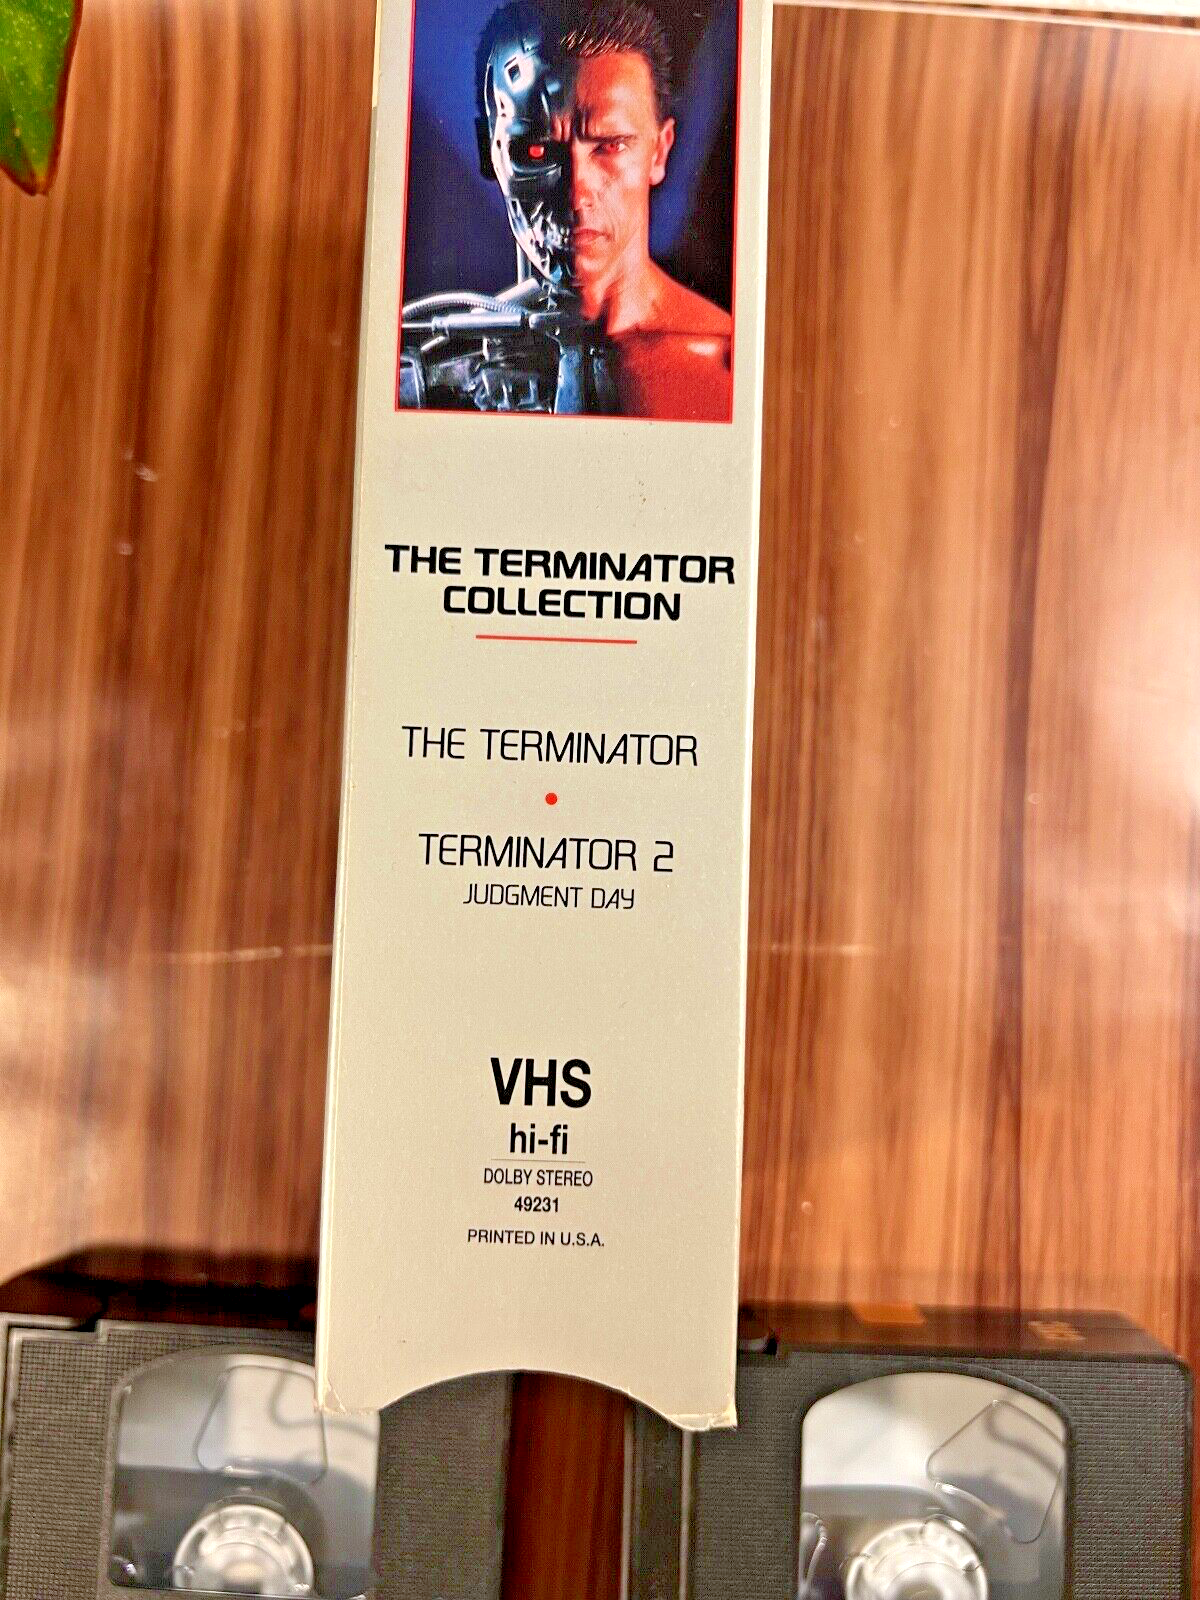 THE TERMINATOR
COLLECTION
THE TERMINATOR
•
TERMINATOR 2
JUDGMENT DAY
VHS
hi-fi
DOLBY STEREO
49231
PRINTED IN U.S.A.